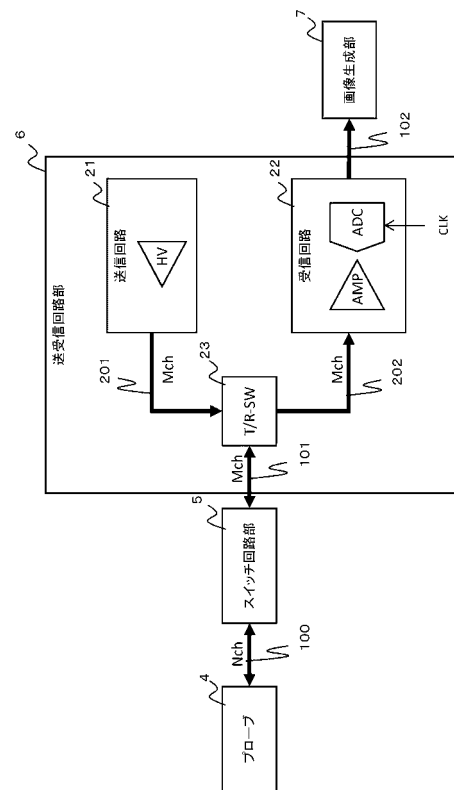 プローブ
4
Nch
100
スイッチ回路部
5
送受信回路部
6
Mch
101
T/R-SW
23
201
Mch
送信回路
21
HV
Mch
202
受信回路
22
AMP
ADC
CLK
102
画像生成部
7